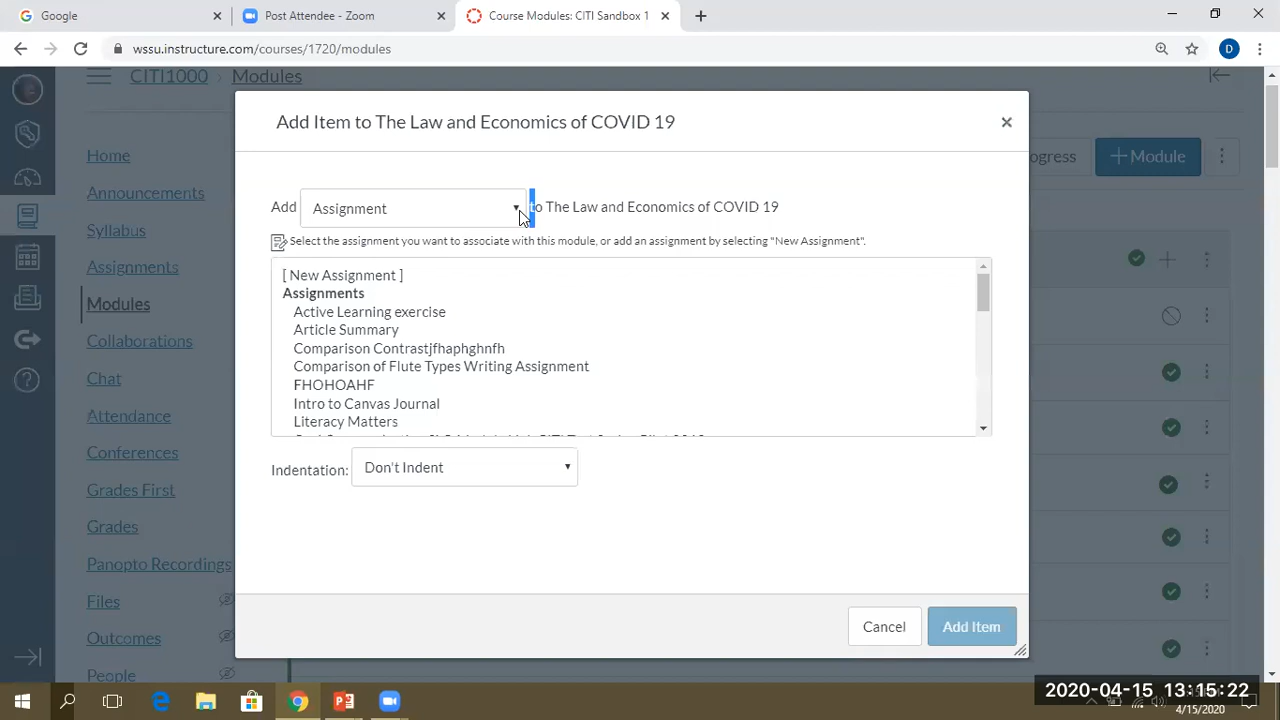 Google
Post Attendee - Zoom
Course Modules: CITI Sandbox 1
wssu.instructure.com/courses/1720/modules
D
CITI1000 Modules
Add Item to The Law and Economics of COVID 19
Home
Announcements
Syllabus
Assignments
Modules
Collaborations
Chat
Attendance
Conferences
Grades First
Grades
Panopto Recordings
Files
Outcomes
People
ogress
+ Module
Add Assignment to The Law and Economics of COVID 19
Select the assignment you want to associate with this module, or add an assignment by selecting "New Assignment".
[ New Assignment ]
Assignments
Active Learning exercise
Article Summary
Comparison Contrastjfhaphghnfh
Comparison of Flute Types Writing Assignment
FHOHOAHF
Intro to Canvas Journal
Literacy Matters
Indentation: Don't Indent
Cancel
Add Item
2020-04-15 13:15:22
4/15/2020